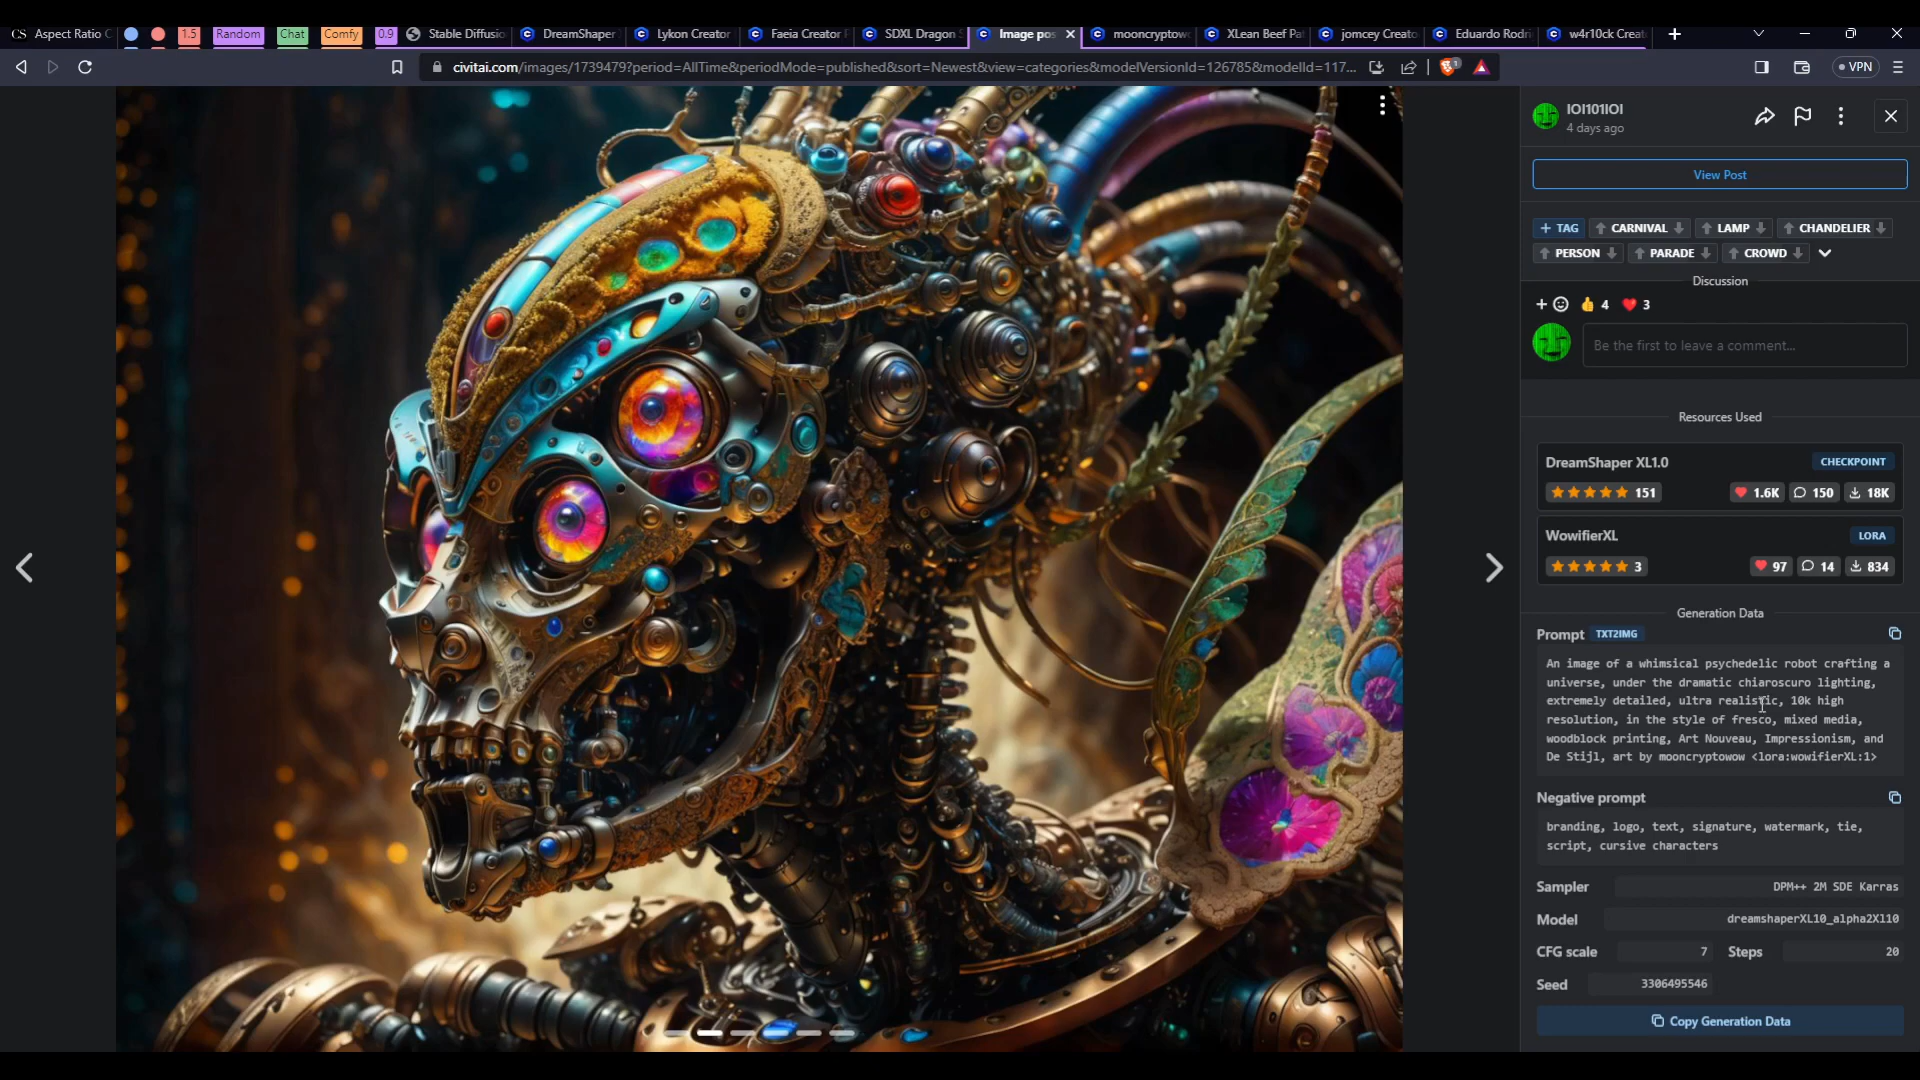 CS Aspect Ratio C
1.5
Random
Chat
Comfy
0.9
Stable Diffusio
DreamShaper
Lykon Creator
Faeia Creator P
SDXL Dragon S
Image pos
mooncryptow
XLean Beef Pat
jomcey Creato
Eduardo Rodri
w4r10ck Creat
civitai.com/images/1739479?period=AllTime&periodMode=published&sort=Newest&view=categories&modelVersionId=126785&modelId=117...
1
VPN
IOI101IOI
4 days ago
View Post
+ TAG CARNIVAL LAMP CHANDELIER
PERSON PARADE CROWD
Discussion
4 3
Be the first to leave a comment...
Resources Used
DreamShaper XL1.0 CHECKPOINT
151 1.6K 150 18K
WowifierXL LORA
3 97 14 834
Generation Data
Prompt TXT2IMG
An image of a whimsical psychedelic robot crafting a
universe, under the dramatic chiaroscuro lighting,
extremely detailed, ultra realistic, 10k high
resolution, in the style of fresco, mixed media,
woodblock printing, Art Nouveau, Impressionism, and
De Stijl, art by mooncryptowow <lora:wowifierXL:1>
Negative prompt
branding, logo, text, signature, watermark, tie,
script, cursive characters
Sampler DPM++ 2M SDE Karras
Model dreamshaperXL10_alpha2Xl10
CFG scale 7 Steps 20
Seed 3306495546
Copy Generation Data